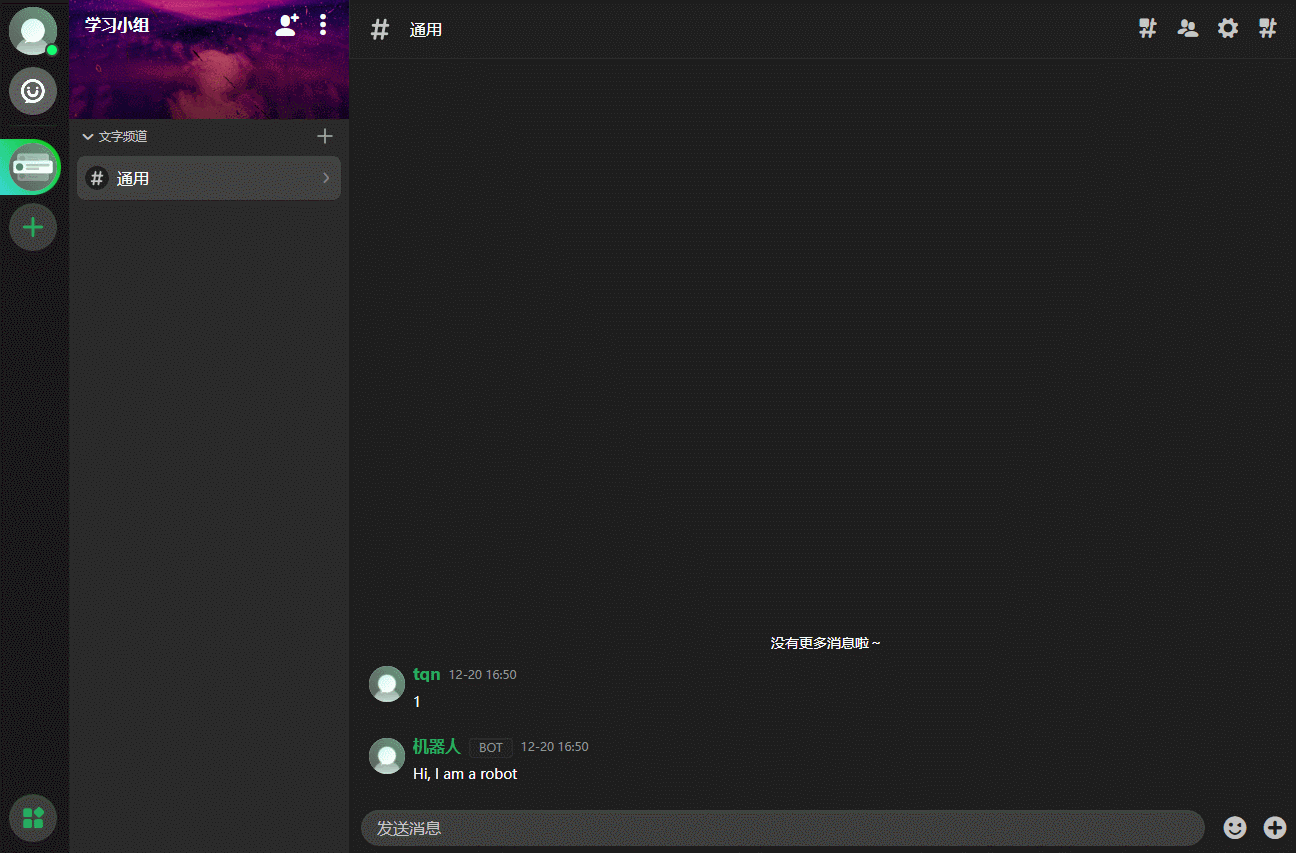 学习小组
文字频道
# 通用
# 通用
没有更多消息啦~
tqn 12-20 16:50
1
机器人 BOT 12-20 16:50
Hi, I am a robot
发送消息